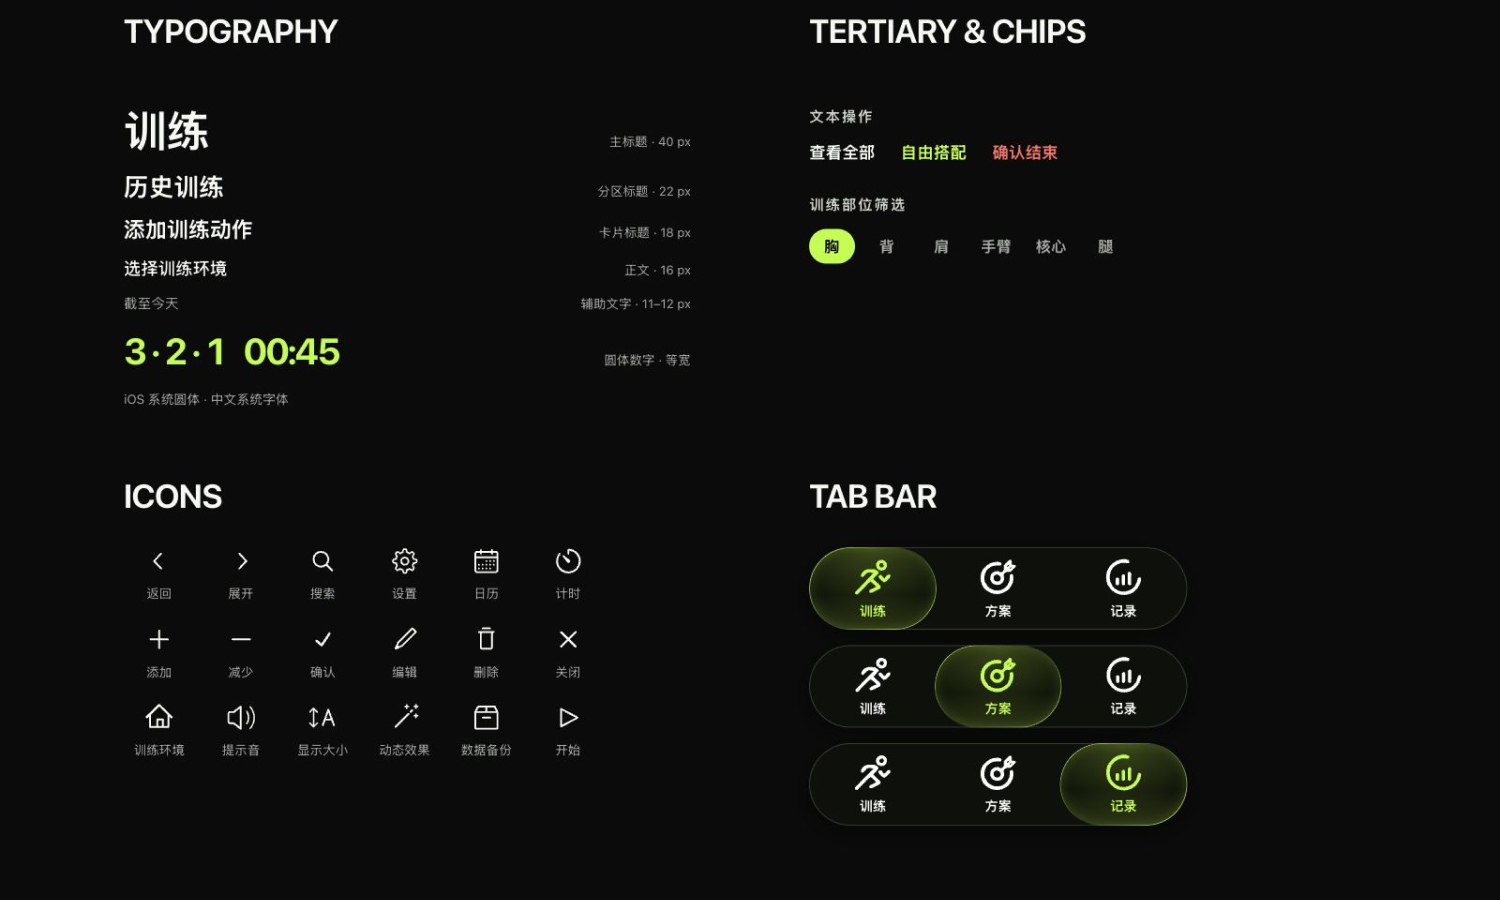 TYPOGRAPHY
训练
主标题 · 40 px
历史训练
分区标题 · 22 px
添加训练动作
卡片标题 · 18 px
选择训练环境
正文 · 16 px
截至今天
辅助文字 · 11–12 px
3·2·1 00:45
圆体数字 · 等宽
iOS 系统圆体 · 中文系统字体
TERTIARY & CHIPS
文本操作
查看全部 自由搭配 确认结束
训练部位筛选
胸 背 肩 手臂 核心 腿
ICONS
返回 展开 搜索 设置 日历 计时
添加 减少 确认 编辑 删除 关闭
A
训练环境 提示音 显示大小 动态效果 数据备份 开始
TAB BAR
训练 方案 记录
训练 方案 记录
训练 方案 记录